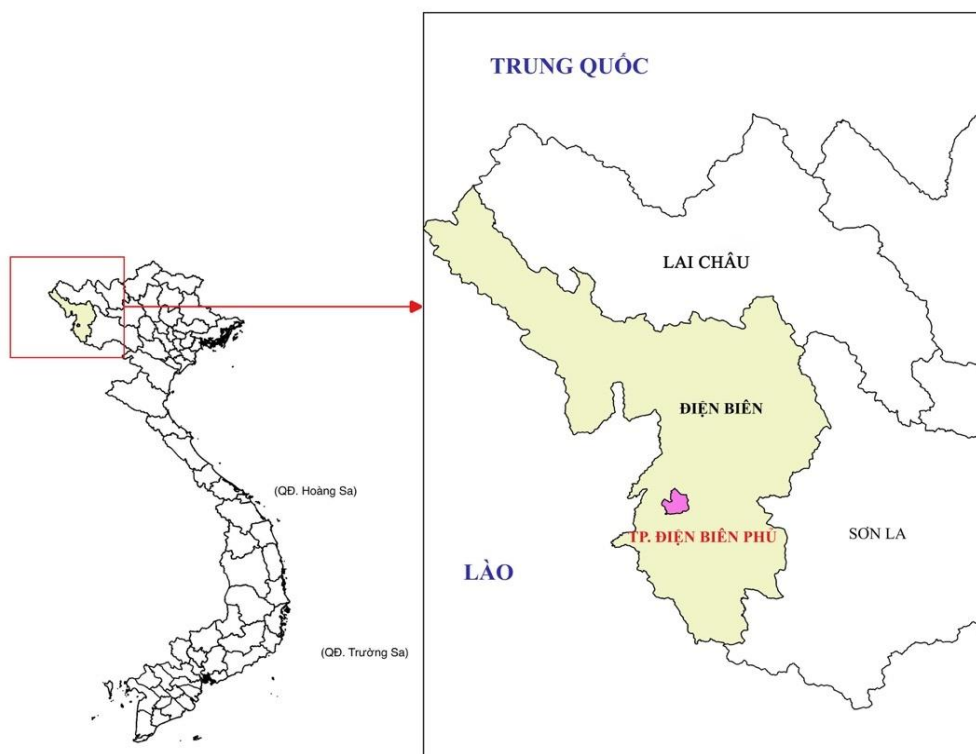 TRUNG QUỐC
LAI CHÂU
ĐIỆN BIÊN
(QĐ. Hoàng Sa)
TP. ĐIỆN BIÊN PHỦ
SƠN LA
LÀO
(QĐ. Trường Sa)